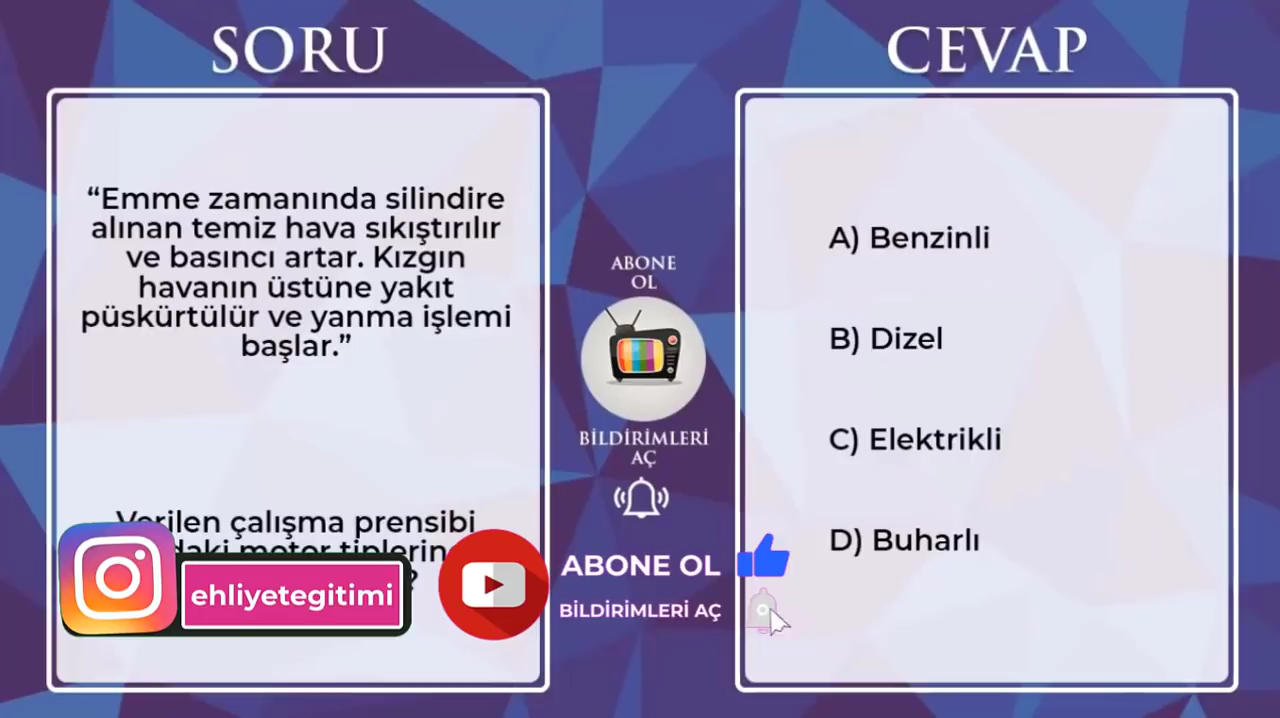 SORU
“Emme zamanında silindire
alınan temiz hava sıkıştırılır
ve basıncı artar. Kızgın
havanın üstüne yakıt
püskürtülür ve yanma işlemi
başlar.”
Verilen çalışma prensibi
motor
?
ehliyetegitimi
ABONE
OL
BİLDİRİMLERİ
AÇ
ABONE OL
BİLDİRİMLERİ AÇ
CEVAP
A) Benzinli
B) Dizel
C) Elektrikli
D) Buharlı